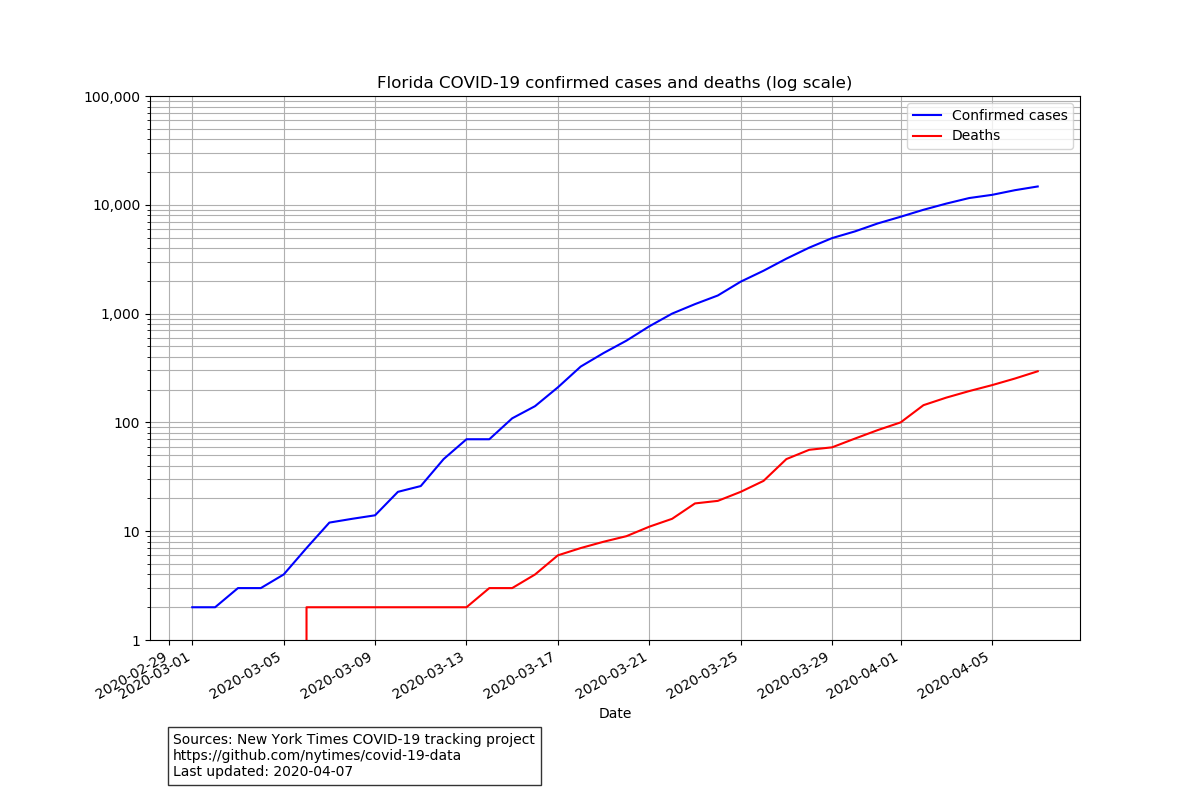 Florida COVID-19 confirmed cases and deaths (log scale)
100,000
10,000
1,000
100
10
1
Confirmed cases
Deaths
2020-02-29
2020-03-01
2020-03-05
2020-03-09
2020-03-13
2020-03-17
2020-03-21
2020-03-25
2020-03-29
2020-04-01
2020-04-05
Date
Sources: New York Times COVID-19 tracking project
https://github.com/nytimes/covid-19-data
Last updated: 2020-04-07